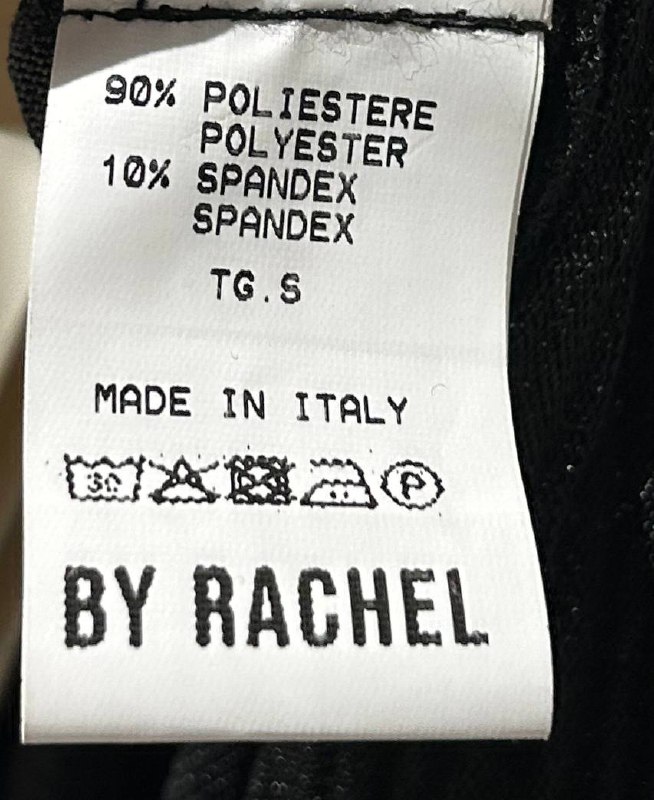 90% POLIESTERE
POLYESTER
10% SPANDEX
SPANDEX
TG.S
MADE IN ITALY
30 P
BY RACHEL